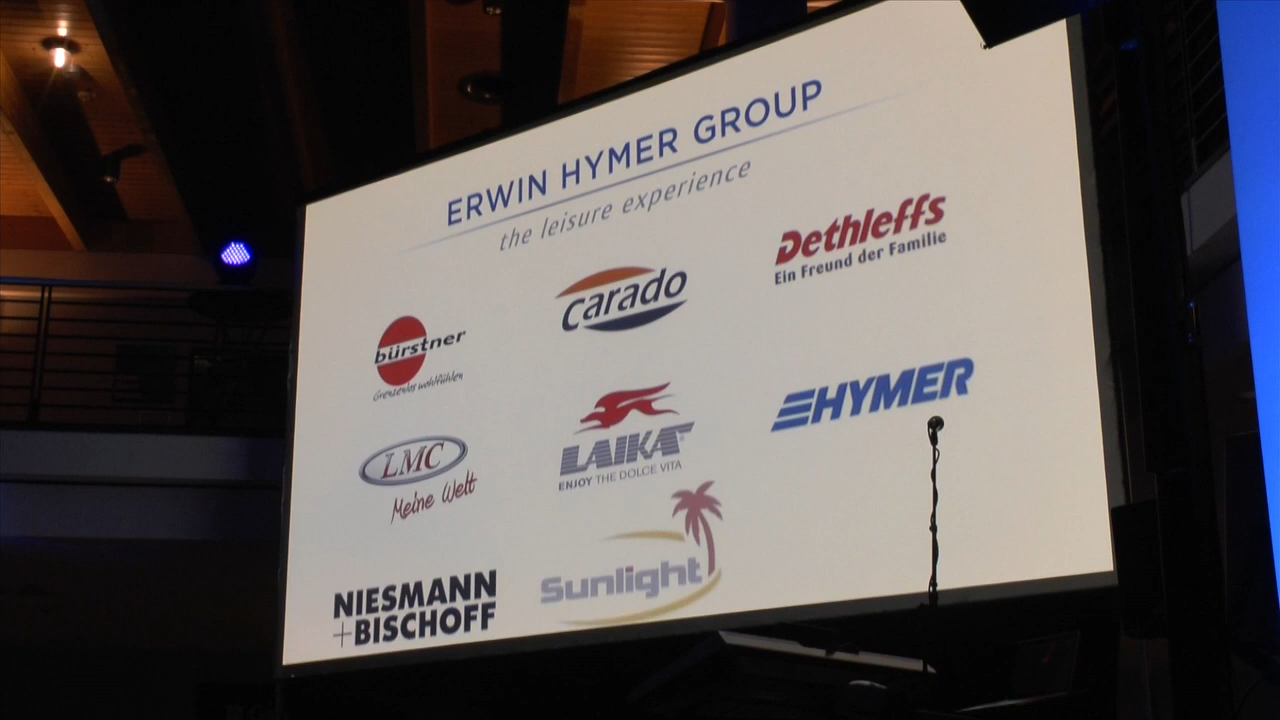 ERWIN HYMER GROUP
the leisure experience
bürstner
Grenzenlos wohlfühlen
carado
Dethleffs
Ein Freund der Familie
LMC
Meine Welt
LAIKA
ENJOY THE DOLCE VITA
HYMER
NIESMANN
+BISCHOFF
Sunlight